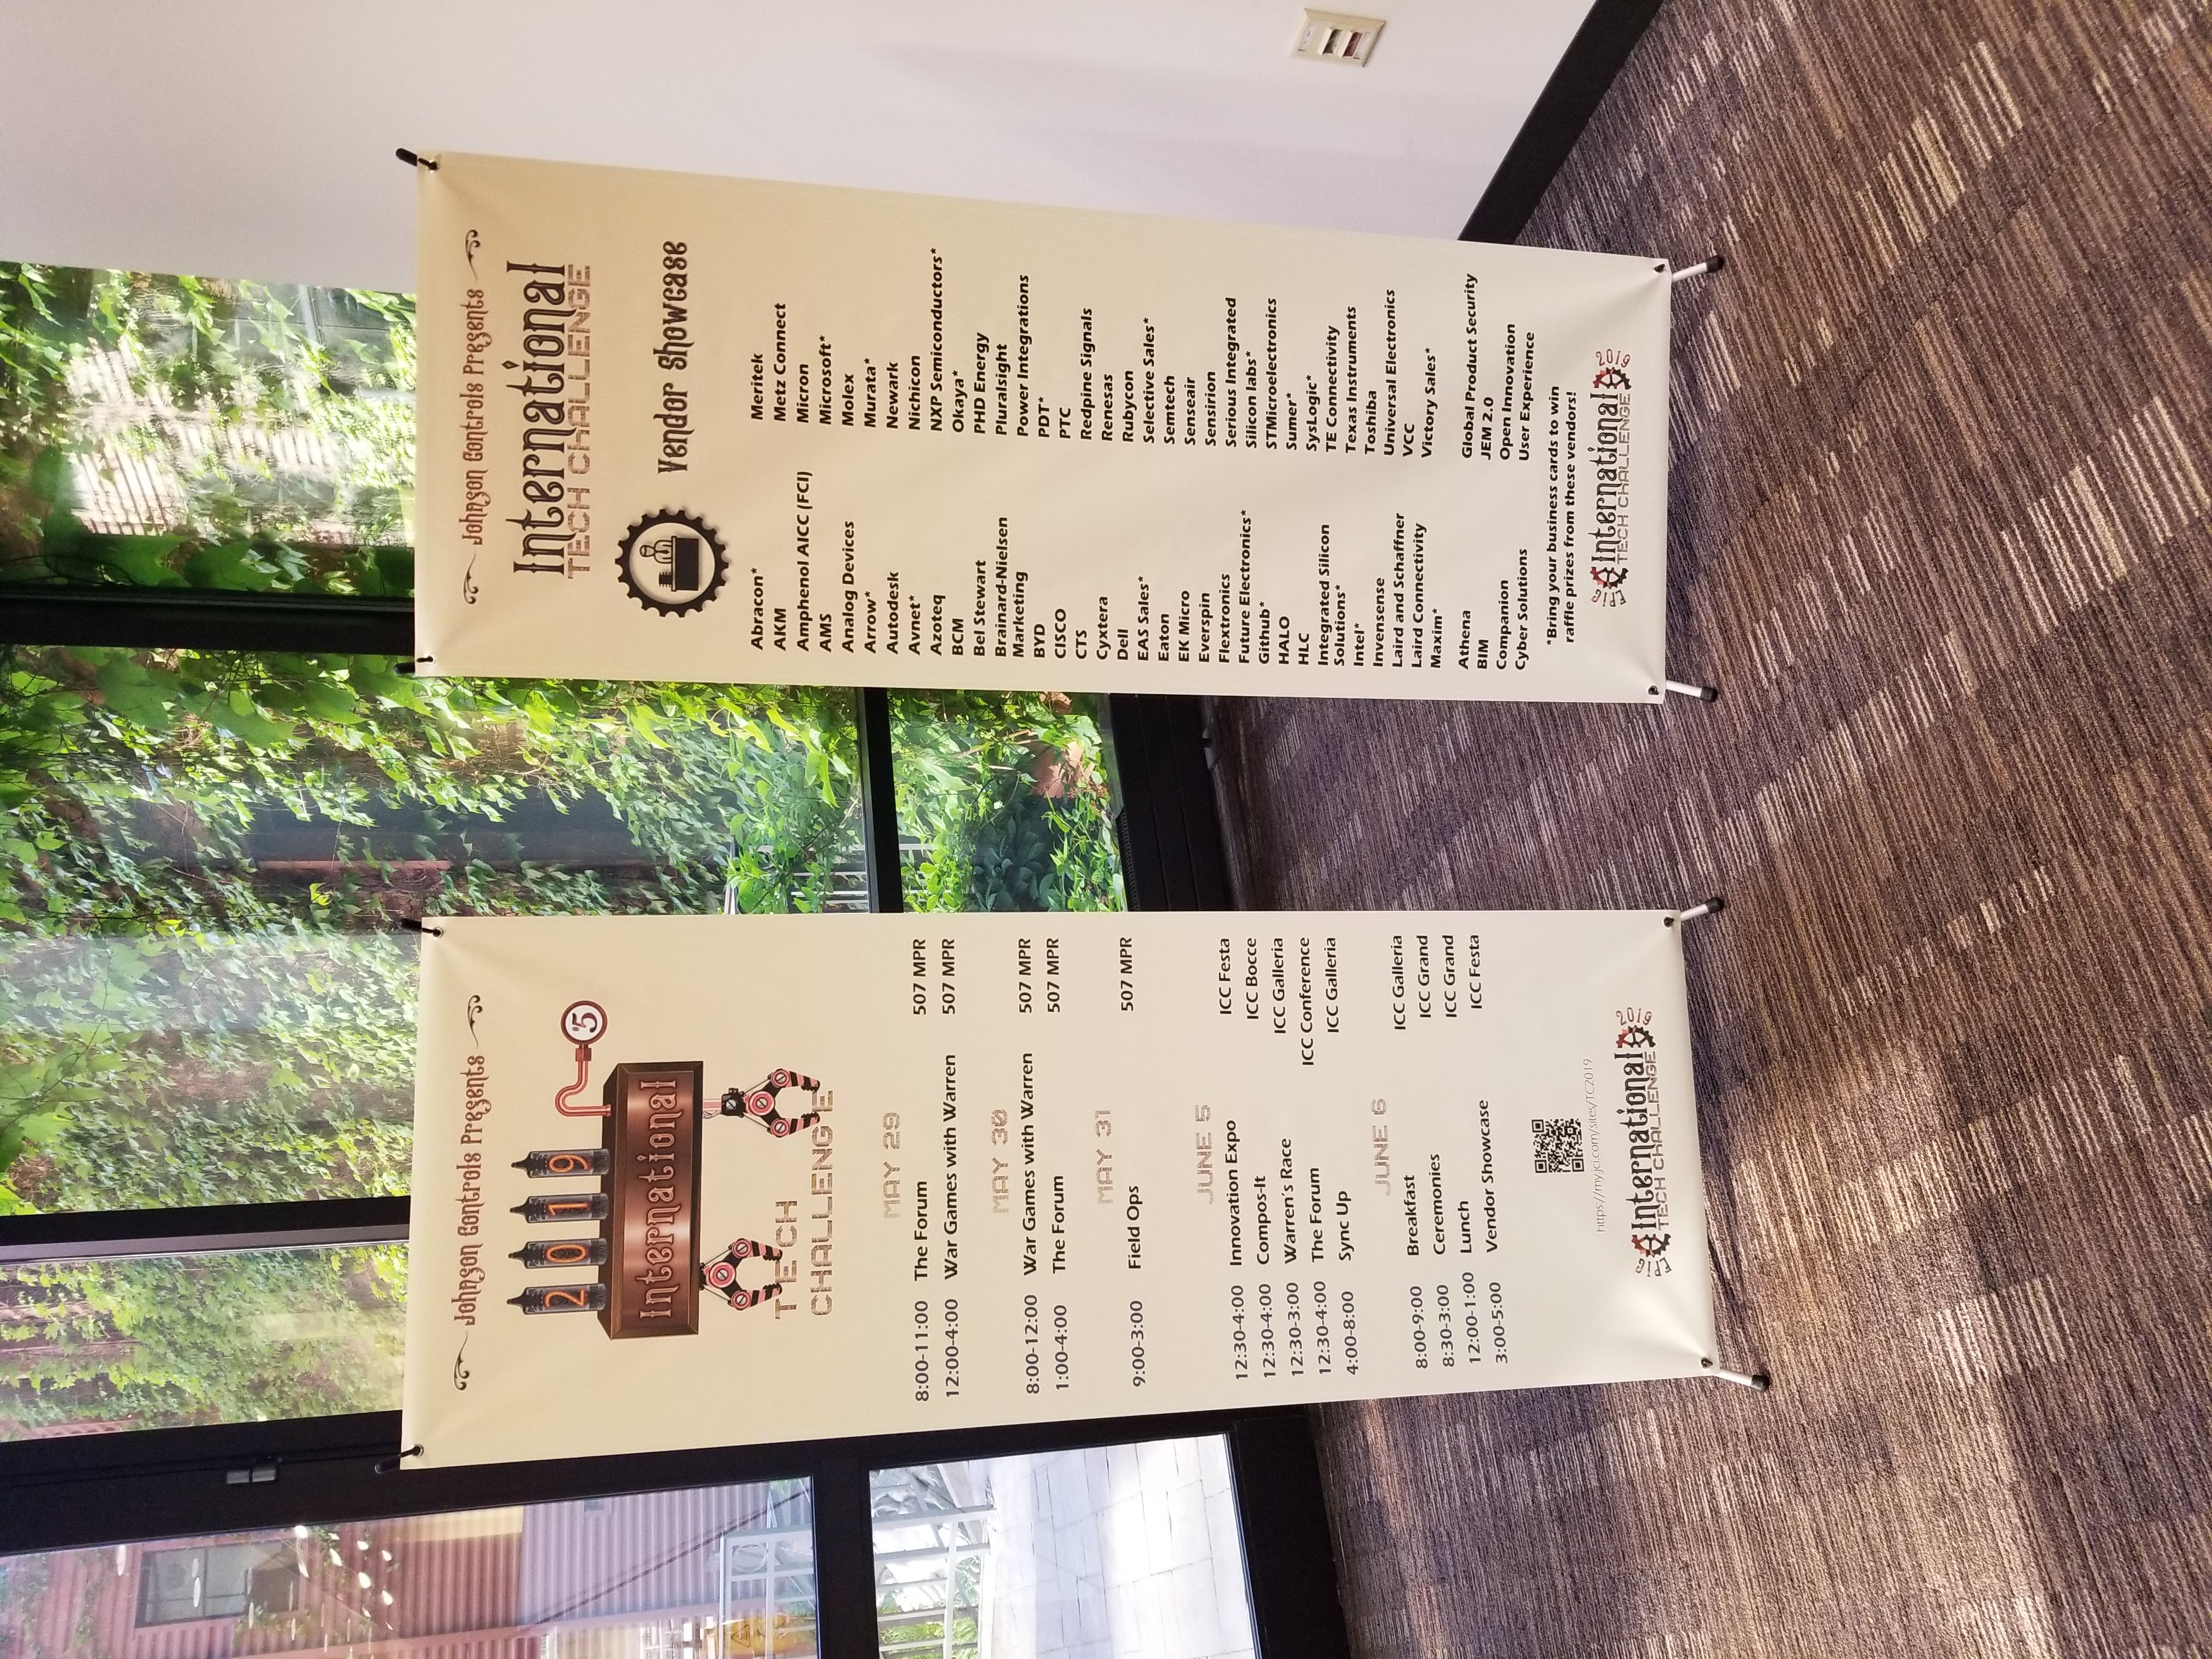 Johnson Controls Presents
2019
5
International
TECH
CHALLENGE
MAY 29
8:00-11:00 The Forum 507 MPR
12:00-4:00 War Games with Warren 507 MPR
MAY 30
8:00-12:00 War Games with Warren 507 MPR
1:00-4:00 The Forum 507 MPR
MAY 31
9:00-3:00 Field Ops 507 MPR
JUNE 5
12:30-4:00 Innovation Expo ICC Festa
12:30-4:00 Compos-It ICC Bocce
12:30-3:00 Warren's Race ICC Galleria
12:30-4:00 The Forum ICC Conference
4:00-8:00 Sync Up ICC Galleria
JUNE 6
8:00-9:00 Breakfast ICC Galleria
8:30-3:00 Ceremonies ICC Grand
12:00-1:00 Lunch ICC Grand
3:00-5:00 Vendor Showcase ICC Festa
https://my.jci.com/sites/TC2019
EPIC International 2019
TECH CHALLENGE
Johnson Controls Presents
International
TECH CHALLENGE
Vendor Showcase
Abracon*
AKM
Amphenol AICC (FCI)
AMS
Analog Devices
Arrow*
Autodesk
Avnet*
Azoteq
BCM
Bel Stewart
Brainard-Nielsen
Marketing
BYD
CISCO
CTS
Cyxtera
Dell
EAS Sales*
Eaton
EK Micro
Everspin
Flextronics
Future Electronics*
Github*
HALO
HLC
Integrated Silicon
Solutions*
Intel*
Invensense
Laird and Schaffner
Laird Connectivity
Maxim*
Meritek
Metz Connect
Micron
Microsoft*
Molex
Murata*
Newark
Nichicon
NXP Semiconductors*
Okaya*
PHD Energy
Pluralsight
Power Integrations
PDT*
PTC
Redpine Signals
Renesas
Rubycon
Selective Sales*
Semtech
Senseair
Sensirion
Serious Integrated
Silicon labs*
STMicroelectronics
Sumer*
SysLogic*
TE Connectivity
Texas Instruments
Toshiba
Universal Electronics
VCC
Victory Sales*
Athena
BIM
Companion
Cyber Solutions
Global Product Security
JEM 2.0
Open Innovation
User Experience
*Bring your business cards to win
raffle prizes from these vendors!
EPIC International 2019
TECH CHALLENGE